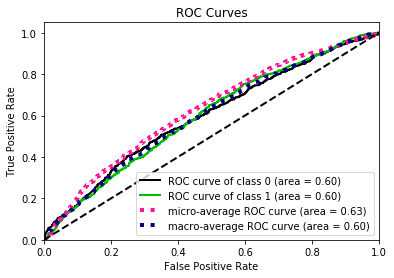 ROC Curves
True Positive Rate
1.0
0.8
0.6
0.4
0.2
0.0
ROC curve of class 0 (area = 0.60)
ROC curve of class 1 (area = 0.60)
micro-average ROC curve (area = 0.63)
macro-average ROC curve (area = 0.60)
0.0 0.2 0.4 0.6 0.8 1.0
False Positive Rate